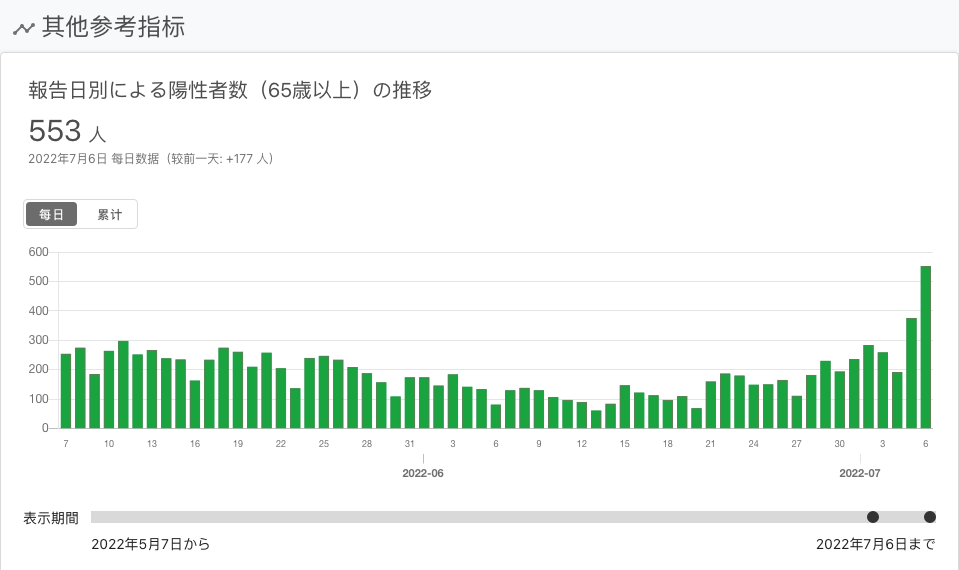 其他参考指标
報告日別による陽性者数（65歳以上）の推移
553 人
2022年7月6日 每日数据（较前一天: +177 人）
每日 累计
600
500
400
300
200
100
0
7 10 13 16 19 22 25 28 31 3 6 9 12 15 18 21 24 27 30 3 6
2022-06 2022-07
表示期間
2022年5月7日から 2022年7月6日まで